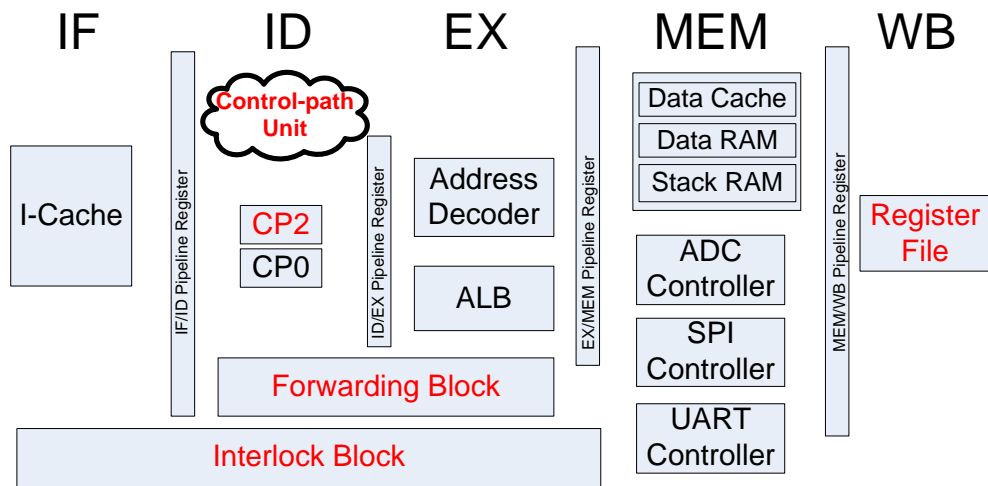 IF
ID
EX
MEM
WB
Control-path
Unit
I-Cache
IF/ID Pipeline Register
CP2
CP0
ID/EX Pipeline Register
Address
Decoder
ALB
EX/MEM Pipeline Register
Data Cache
Data RAM
Stack RAM
ADC
Controller
SPI
Controller
UART
Controller
MEM/WB Pipeline Register
Register
File
Forwarding Block
Interlock Block